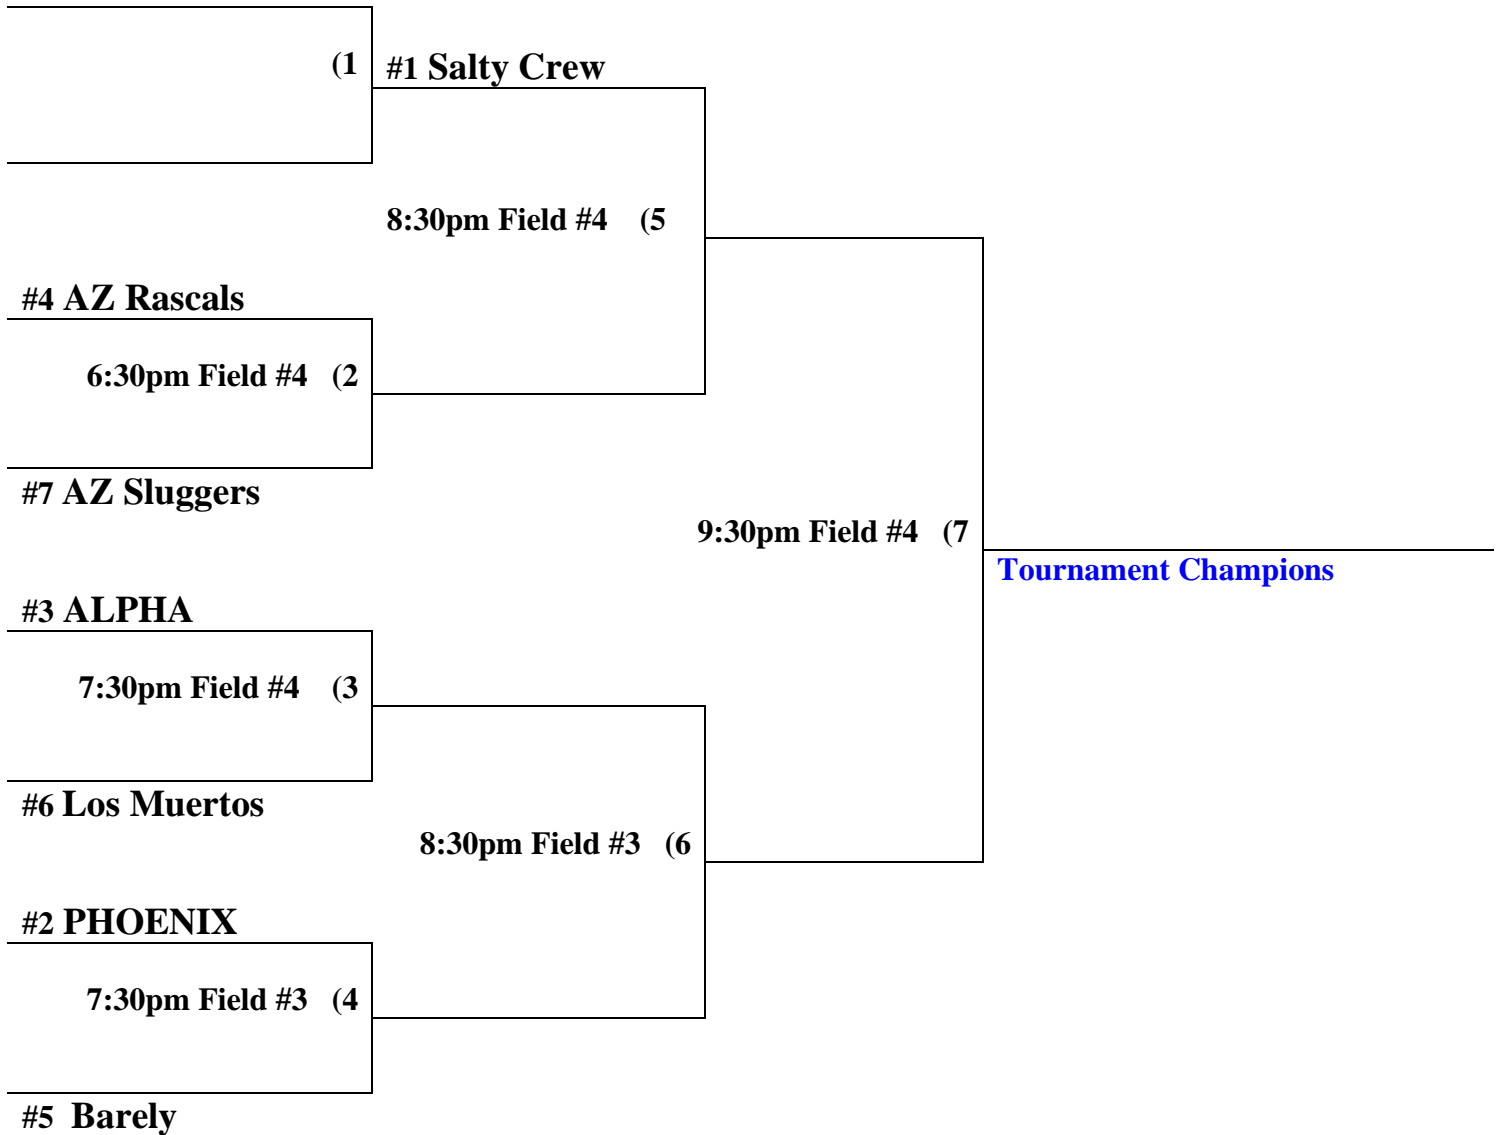 (1
#1 Salty Crew
8:30pm Field #4 (5
#4 AZ Rascals
6:30pm Field #4 (2
#7 AZ Sluggers
9:30pm Field #4 (7
Tournament Champions
#3 ALPHA
7:30pm Field #4 (3
#6 Los Muertos
8:30pm Field #3 (6
#2 PHOENIX
7:30pm Field #3 (4
#5 Barely